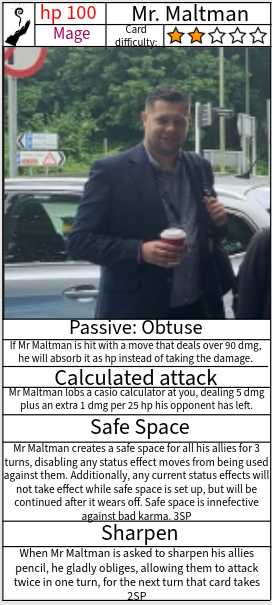 hp 100
Mr. Maltman
Mage
Card
difficulty:
Passive: Obtuse
If Mr Maltman is hit with a move that deals over 90 dmg,
he will absorb it as hp instead of taking the damage.
Calculated attack
Mr Maltman lobs a casio calculator at you, dealing 5 dmg
plus an extra 1 dmg per 25 hp his opponent has left.
Safe Space
Mr Maltman creates a safe space for all his allies for 3
turns, disabling any status effect moves from being used
against them. Additionally, any current status effects will
not take effect while safe space is set up, but will be
continued after it wears off. Safe space is innefective
against bad karma. 3SP
Sharpen
When Mr Maltman is asked to sharpen his allies
pencil, he gladly obliges, allowing them to attack
twice in one turn, for the next turn that card takes
2SP